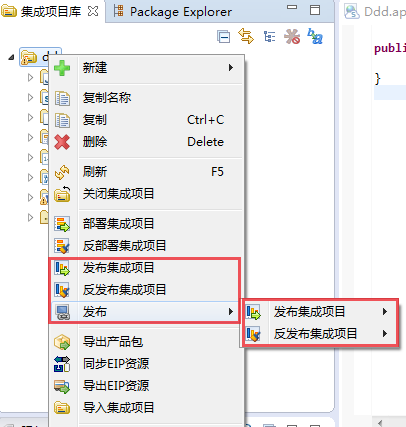 集成项目库
Package Explorer
Ddd.ap
publi
}
新建
复制名称
复制 Ctrl+C
删除 Delete
刷新 F5
关闭集成项目
部署集成项目
反部署集成项目
发布集成项目
反发布集成项目
发布
发布集成项目
反发布集成项目
导出产品包
同步EIP资源
导出EIP资源
导入集成项目